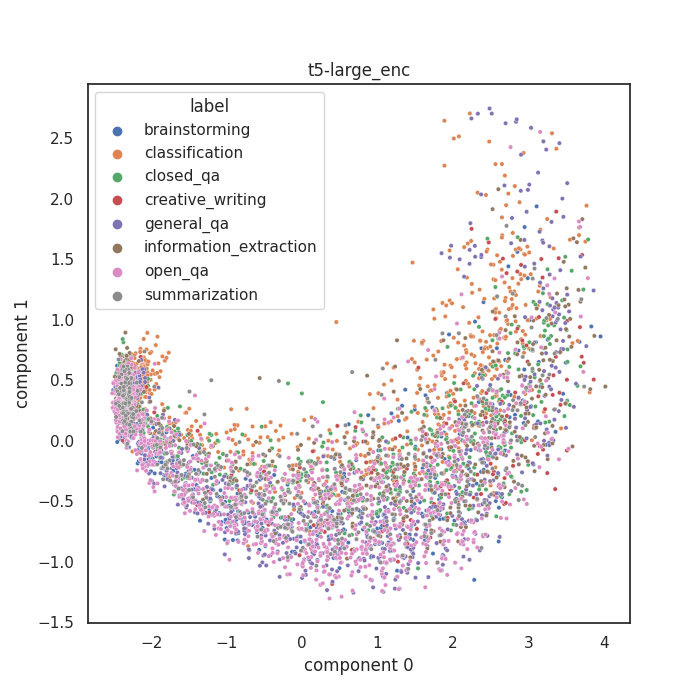 t5-large_enc
label
brainstorming
classification
closed_qa
creative_writing
general_qa
information_extraction
open_qa
summarization
component 1
2.5
2.0
1.5
1.0
0.5
0.0
−0.5
−1.0
−1.5
−2
−1
0
1
2
3
4
component 0